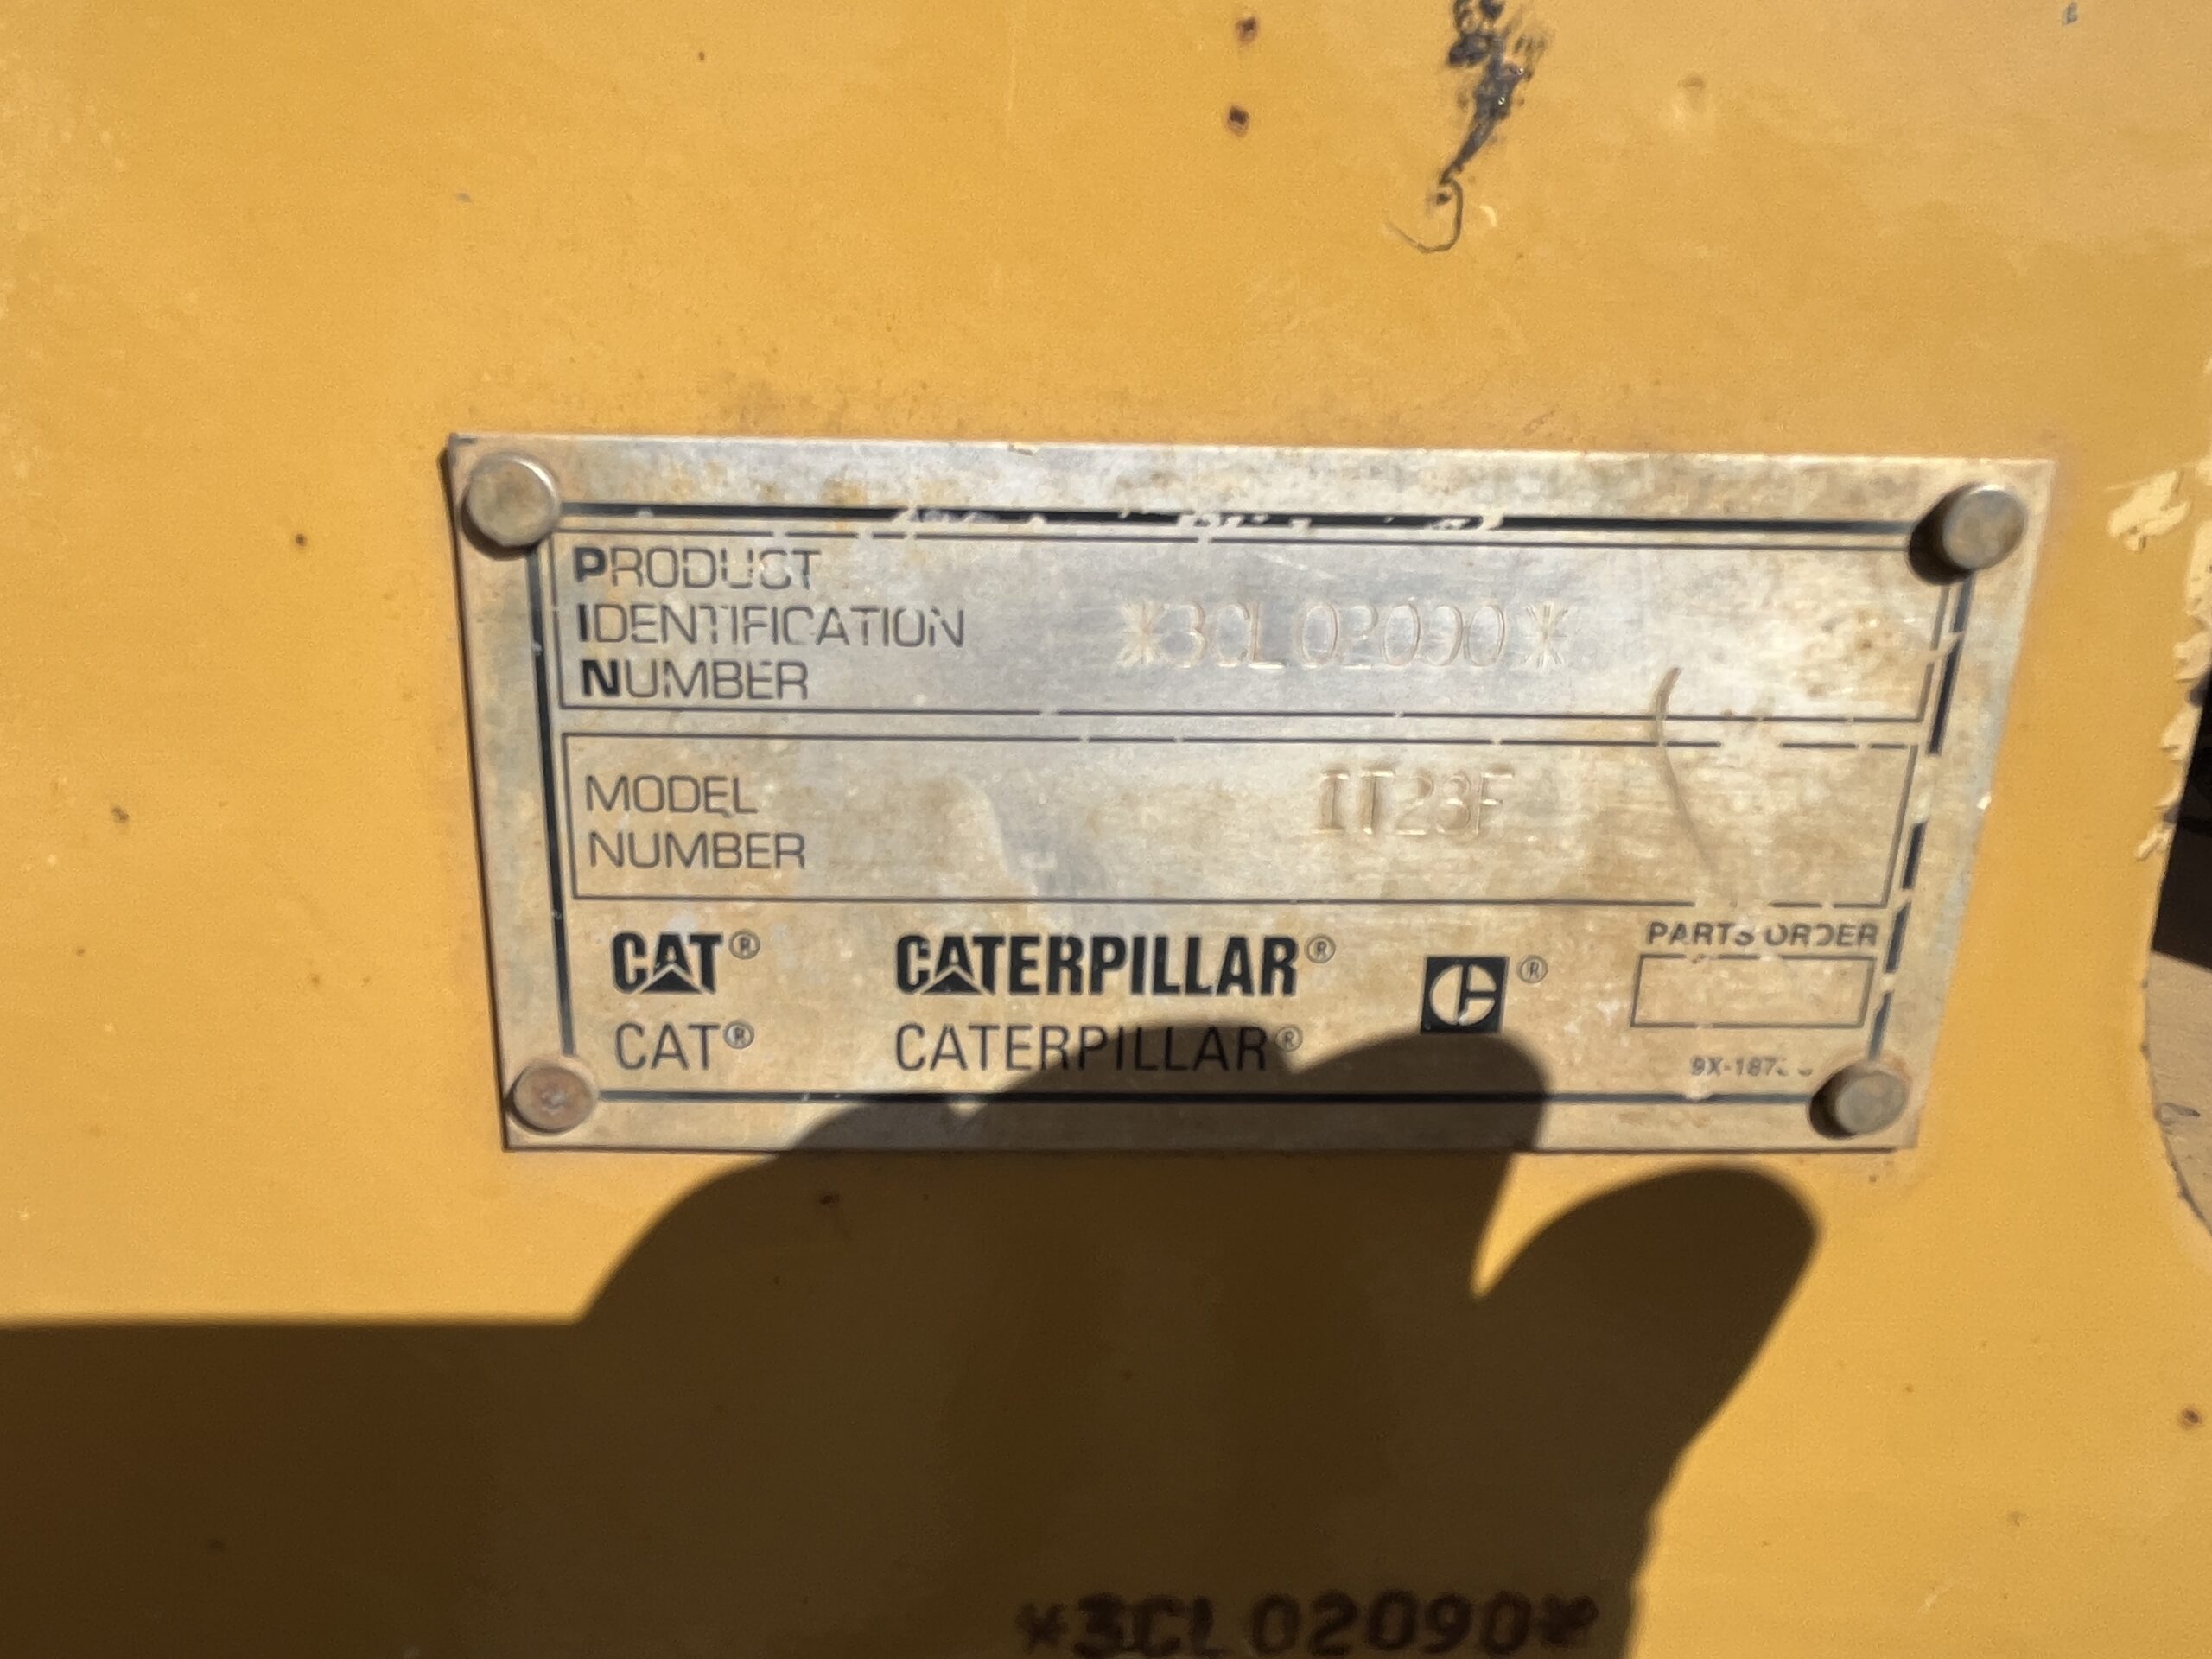 PRODUCT
IDENTIFICATION
NUMBER
*3CL02090*
MODEL
NUMBER
IT28F
CAT® CATERPILLAR® ®
CAT® CATERPILLAR®
PARTS ORDER
*3CL02090*